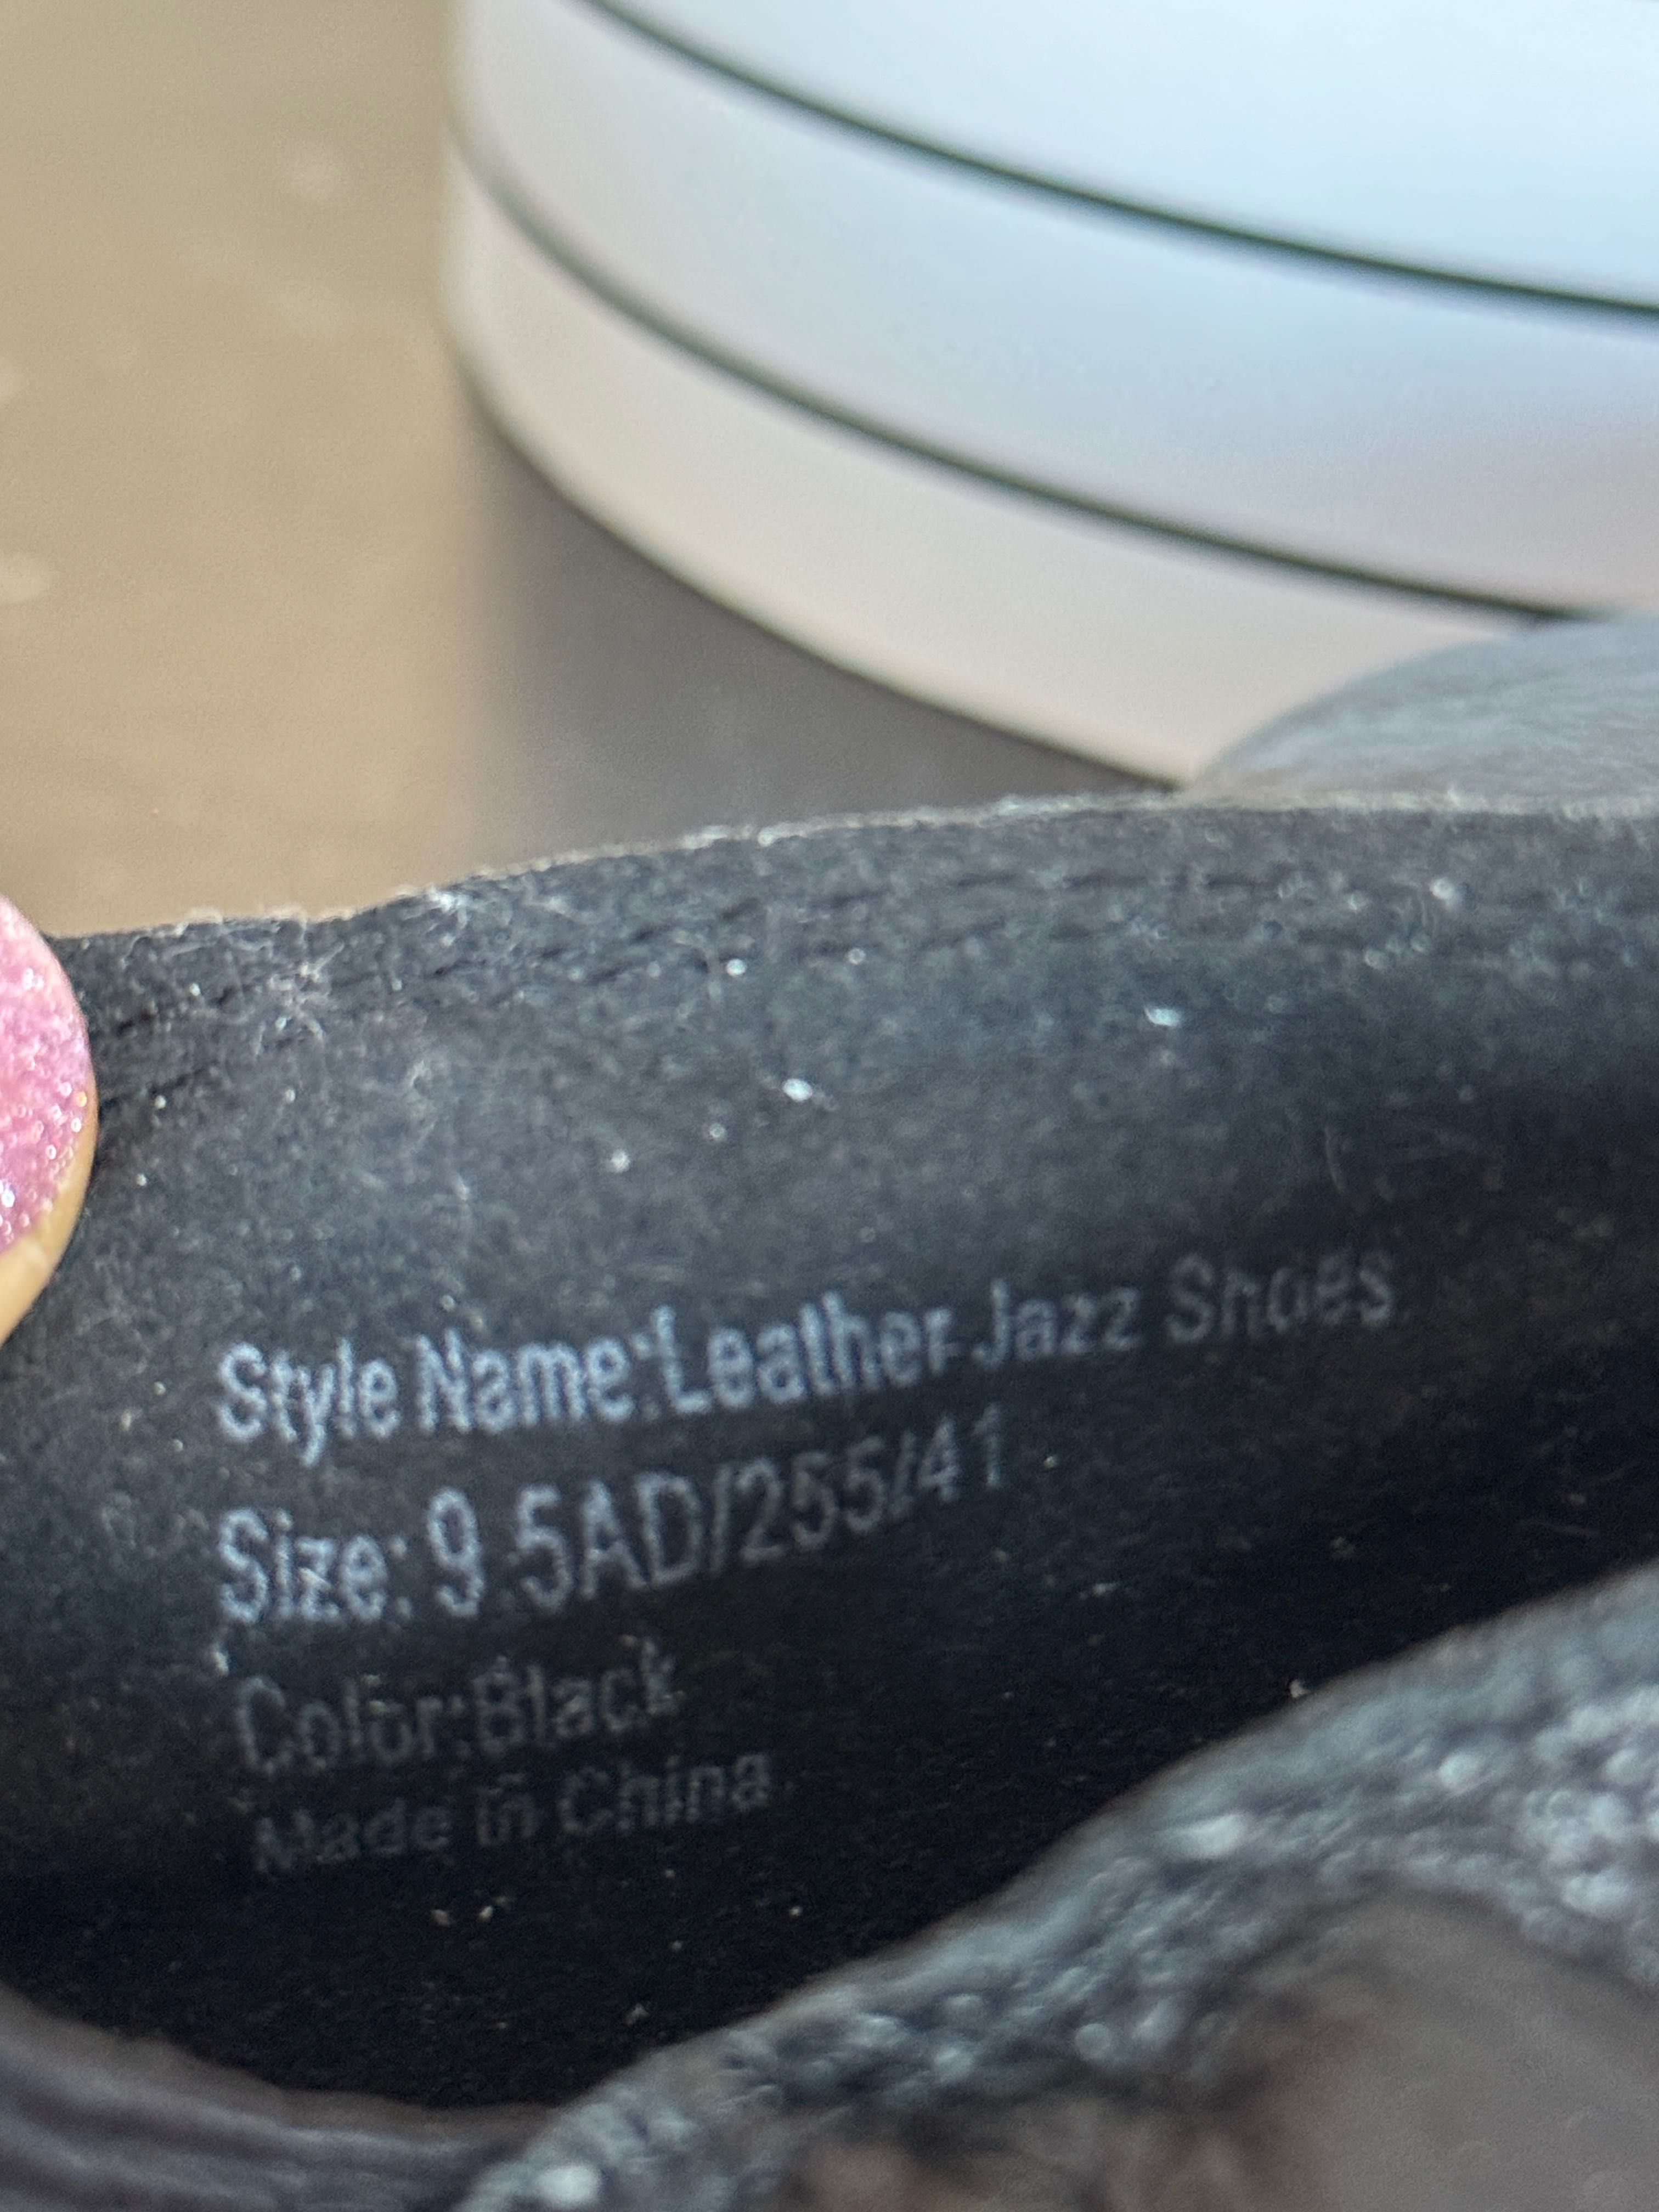 Style Name:Leather Jazz Shoes
Size: 9.5AD/255/41
Color:Black
Made in China